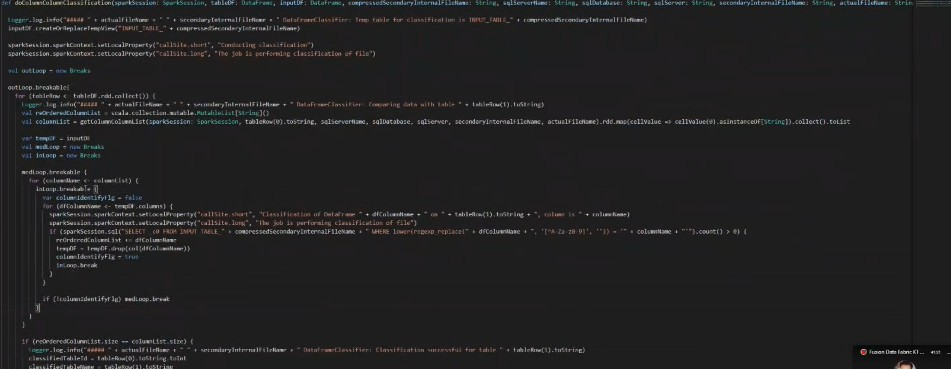 def doColumnColumnClassification(sparkSession: SparkSession, tableDF: DataFrame, inputDF: DataFrame, compressedSecondaryInternalFileName: String, sqlServerName: String, sqlDatabase: String, sqlServer: String, secondaryInternalFileName: String, actualFileName: Strin
Logger.log.info("##### " + actualFileName + " " + secondaryInternalFileName + " DataFrameClassifier: Temp table for classification is INPUT_TABLE_" + compressedSecondaryInternalFileName)
inputDF.createOrReplaceTempView("INPUT_TABLE_" + compressedSecondaryInternalFileName)
sparkSession.sparkContext.setLocalProperty("callSite.short", "Conducting classification")
sparkSession.sparkContext.setLocalProperty("callSite.long", "The job is performing classification of file")
val outLoop = new Breaks
outLoop.breakable{
for (tableRow <- tableDF.rdd.collect()) {
Logger.log.info("##### " + actualFileName + " " + secondaryInternalFileName + " DataFrameClassifier: Comparing data with table " + tableRow(1).toString)
val reOrderedColumnList = scala.collection.mutable.MutableList[String]()
val columnList = getColumnColumnList(sparkSession: SparkSession, tableRow(0).toString, sqlServerName, sqlDatabase, sqlServer, secondaryInternalFileName, actualFileName).rdd.map(cellValue => cellValue(0).asInstanceOf[String]).collect().toList
var tempDF = inputDF
val medLoop = new Breaks
val inLoop = new Breaks
medLoop.breakable {
for (columnName <- columnList) {
inLoop.breakable {
var columnIdentifyFlg = false
for (dfColumnName <- tempDF.columns) {
sparkSession.sparkContext.setLocalProperty("callSite.short", "Classification of DataFrame " + dfColumnName + " on " + tableRow(1).toString + ", column is " + columnName)
sparkSession.sparkContext.setLocalProperty("callSite.long", "The job is performing classification of file")
if (sparkSession.sql("SELECT c0 FROM INPUT_TABLE_" + compressedSecondaryInternalFileName + " WHERE lower(regexp_replace(" + dfColumnName + ", '[^A-Za-z0-9]', '')) = '" + columnName + "'").count() > 0) {
reOrderedColumnList += dfColumnName
tempDF = tempDF.drop(col(dfColumnName))
columnIdentifyFlg = true
inLoop.break
}
}
if (!columnIdentifyFlg) medLoop.break
}
}
}
if (reOrderedColumnList.size == columnList.size) {
Logger.log.info("##### " + actualFileName + " " + secondaryInternalFileName + " DataFrameClassifier: Classification successful for table " + tableRow(1).toString)
classifiedTableId = tableRow(0).toString.toInt
classifiedTableName = tableRow(1).toString
Fusion Data Fabric KT ...